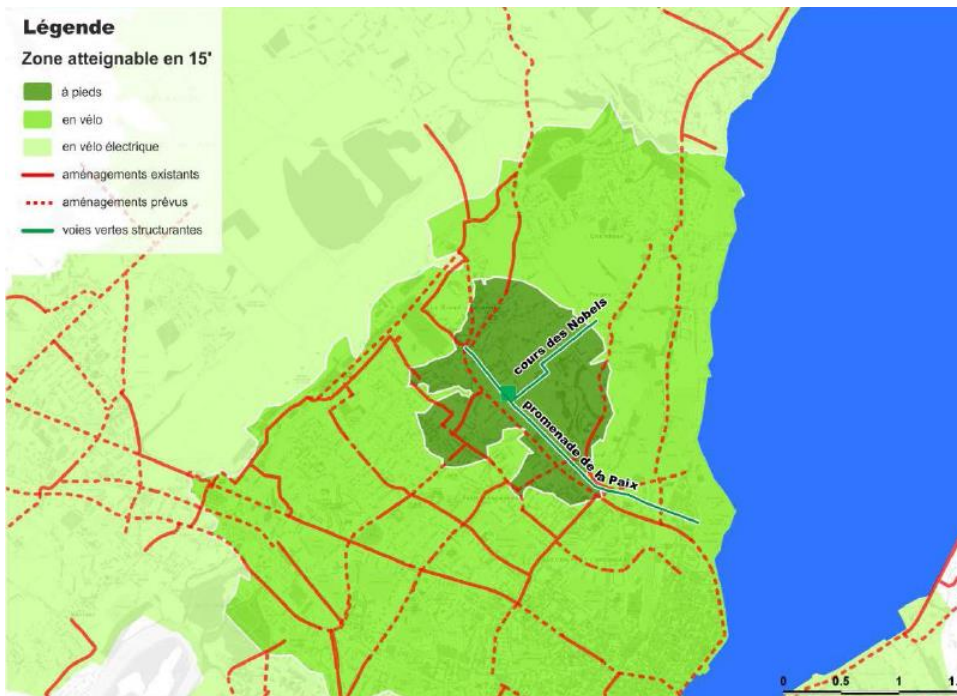 Légende
Zone atteignable en 15'
à pieds
en vélo
en vélo électrique
aménagements existants
aménagements prévus
voies vertes structurantes
cours des Nobels
promenade de la Paix
0 0.5 1